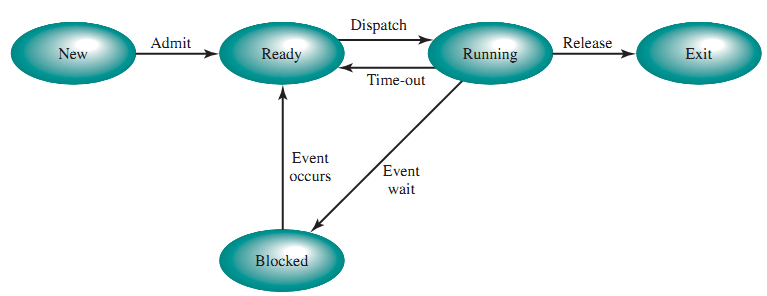 Dispatch
New
Admit
Ready
Running
Release
Exit
Time-out
Event
occurs
Event
wait
Blocked